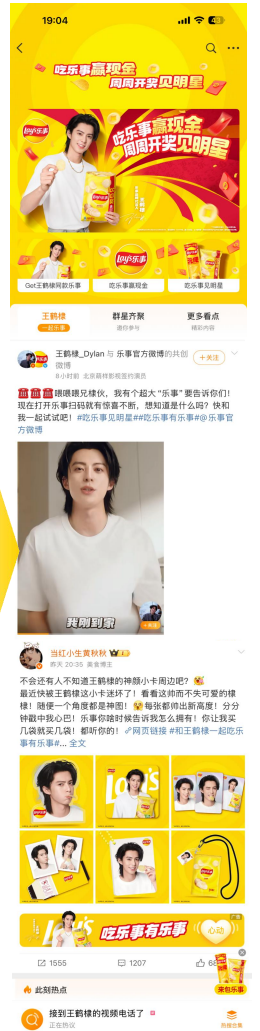 19:04
吃乐事赢现金
周周开奖见明星
Lay's乐事
吃乐事赢现金
周周开奖见明星
Get王鹤棣同款乐事
吃乐事赢现金
吃乐事见明星
王鹤棣
一起乐事
群星齐聚
邀你参与
更多看点
精彩内容
王鹤棣_Dylan 与 乐事官方微博的共创
微博
+关注
8小时前 北京萌样影视签约演员
喂喂喂兄棣伙，我有个超大“乐事”要告诉你们！
现在打开乐事扫码就有惊喜不断，想知道是什么吗？快和
我一起试试吧！#吃乐事见明星##吃乐事有乐事#@乐事官
方微博
我刚到家
+关注
当红小生黄秋秋
昨天 20:35 美食博主
不会还有人不知道王鹤棣的神颜小卡周边吧？
最近快被王鹤棣这小卡迷坏了！看看这帅而不失可爱的棣
棣！随便一个角度都是神图！每张都帅出新高度！分分
钟戳中我心巴！乐事你啥时候告诉我怎么拥有！你让我买
几袋就买几袋！都听你的！网页链接 #和王鹤棣一起吃乐
事有乐事#... 全文
Lay's
吃乐事有乐事
心动
1555
1207
68
来包乐事
此刻热点
接到王鹤棣的视频电话了
正在热议
热搜合集